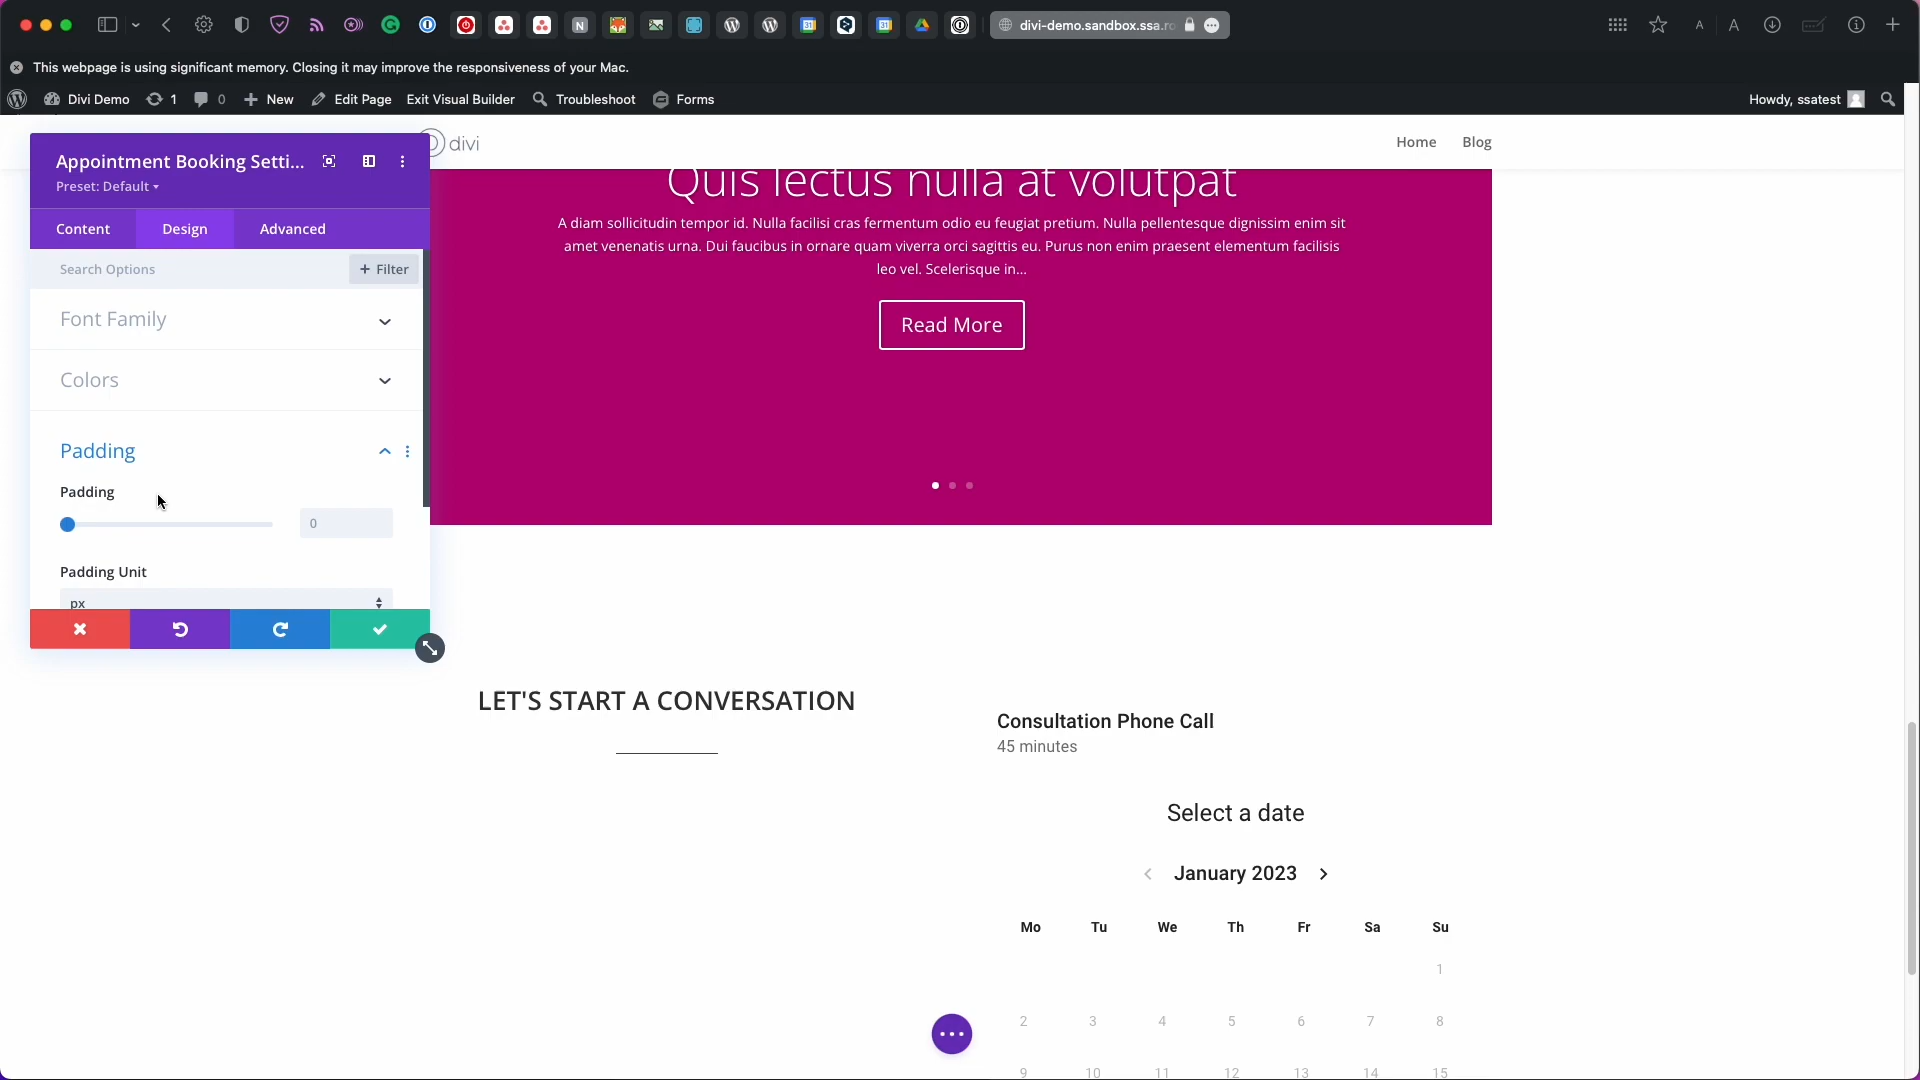 divi-demo.sandbox.ssa.ro
This webpage is using significant memory. Closing it may improve the responsiveness of your Mac.
Divi Demo 1 0 New Edit Page Exit Visual Builder Troubleshoot Forms Howdy, ssatest
divi Home Blog
Appointment Booking Setti...
Preset: Default
Content Design Advanced
Search Options + Filter
Font Family
Colors
Padding
Padding
0
Padding Unit
px
Quis lectus nulla at volutpat
A diam sollicitudin tempor id. Nulla facilisi cras fermentum odio eu feugiat pretium. Nulla pellentesque dignissim enim sit
amet venenatis urna. Dui faucibus in ornare quam viverra orci sagittis eu. Purus non enim praesent elementum facilisis
leo vel. Scelerisque in...
Read More
LET'S START A CONVERSATION
Consultation Phone Call
45 minutes
Select a date
January 2023
Mo Tu We Th Fr Sa Su
1
2 3 4 5 6 7 8
9 10 11 12 13 14 15